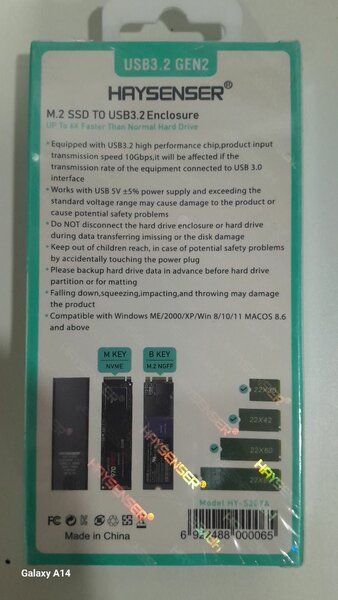 USB3.2 GEN2
HAYSENSER®
M.2 SSD TO USB3.2 Enclosure
UP To 6X Faster Than Normal Hard Drive
• Equipped with USB3.2 high performance chip,product input
transmission speed 10Gbps,it will be affected if the
transmission rate of the equipment connected to USB 3.0
interface
• Works with USB 5V ±5% power supply and exceeding the
standard voltage range may cause damage to the product or
cause potential safety problems
• Do NOT disconnect the hard drive enclosure or hard drive
during data transferring imissing or the disk damage
• Keep out of children reach, in case of potential safety problems
by accidentally touching the power plug
• Please backup hard drive data in advance before hard drive
partition or for matting
• Falling down,squeezing,impacting,and throwing may damage
the product
• Compatible with Windows ME/2000/XP/Win 8/10/11 MACOS 8.6
and above
M KEY
NVME
B KEY
M.2 NGFF
22X42
22X60
HAYSENSER
970
Model HY-
FC CE
Made in China
6 922488 000065
Galaxy A14